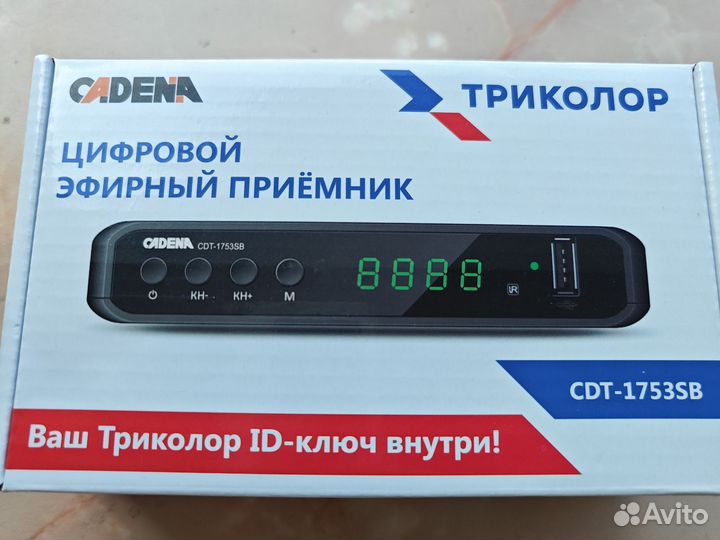 CADENA
ТРИКОЛОР
ЦИФРОВОЙ
ЭФИРНЫЙ ПРИЁМНИК
CADENA CDT-1753SB
8888
IR
КН- КН+ М
CDT-1753SB
Ваш Триколор ID-ключ внутри!
Avito